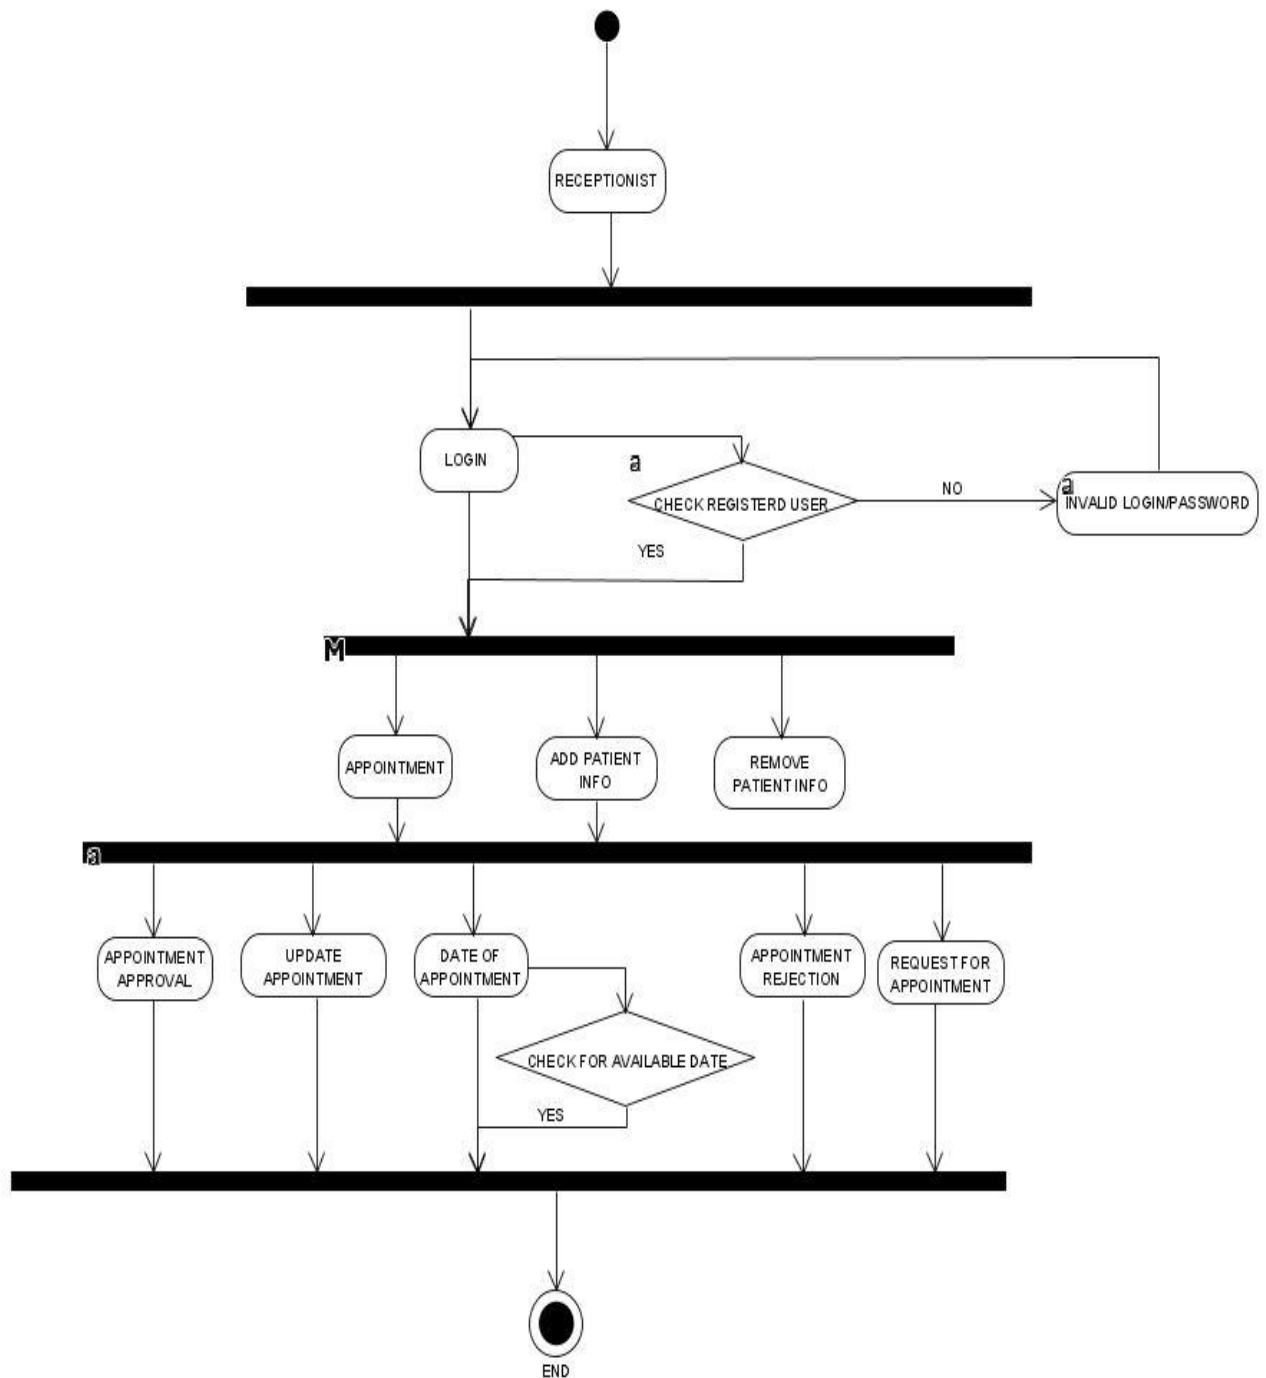 RECEPTIONIST
LOGIN
a
CHECK REGISTERD USER
NO
a
INVALID LOGIN/PASSWORD
YES
M
APPOINTMENT
ADD PATIENT
INFO
REMOVE
PATIENT INFO
a
APPOINTMENT
APPROVAL
UPDATE
APPOINTMENT
DATE OF
APPOINTMENT
APPOINTMENT
REJECTION
REQUEST FOR
APPOINTMENT
CHECK FOR AVAILABLE DATE
YES
END